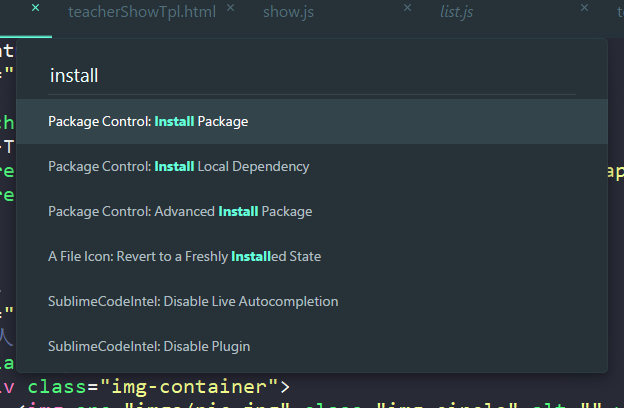 teacherShowTpl.html × show.js × list.js ×
install
Package Control: Install Package
Package Control: Install Local Dependency
Package Control: Advanced Install Package
A File Icon: Revert to a Freshly Installed State
SublimeCodeIntel: Disable Live Autocompletion
SublimeCodeIntel: Disable Plugin
class="img-container">